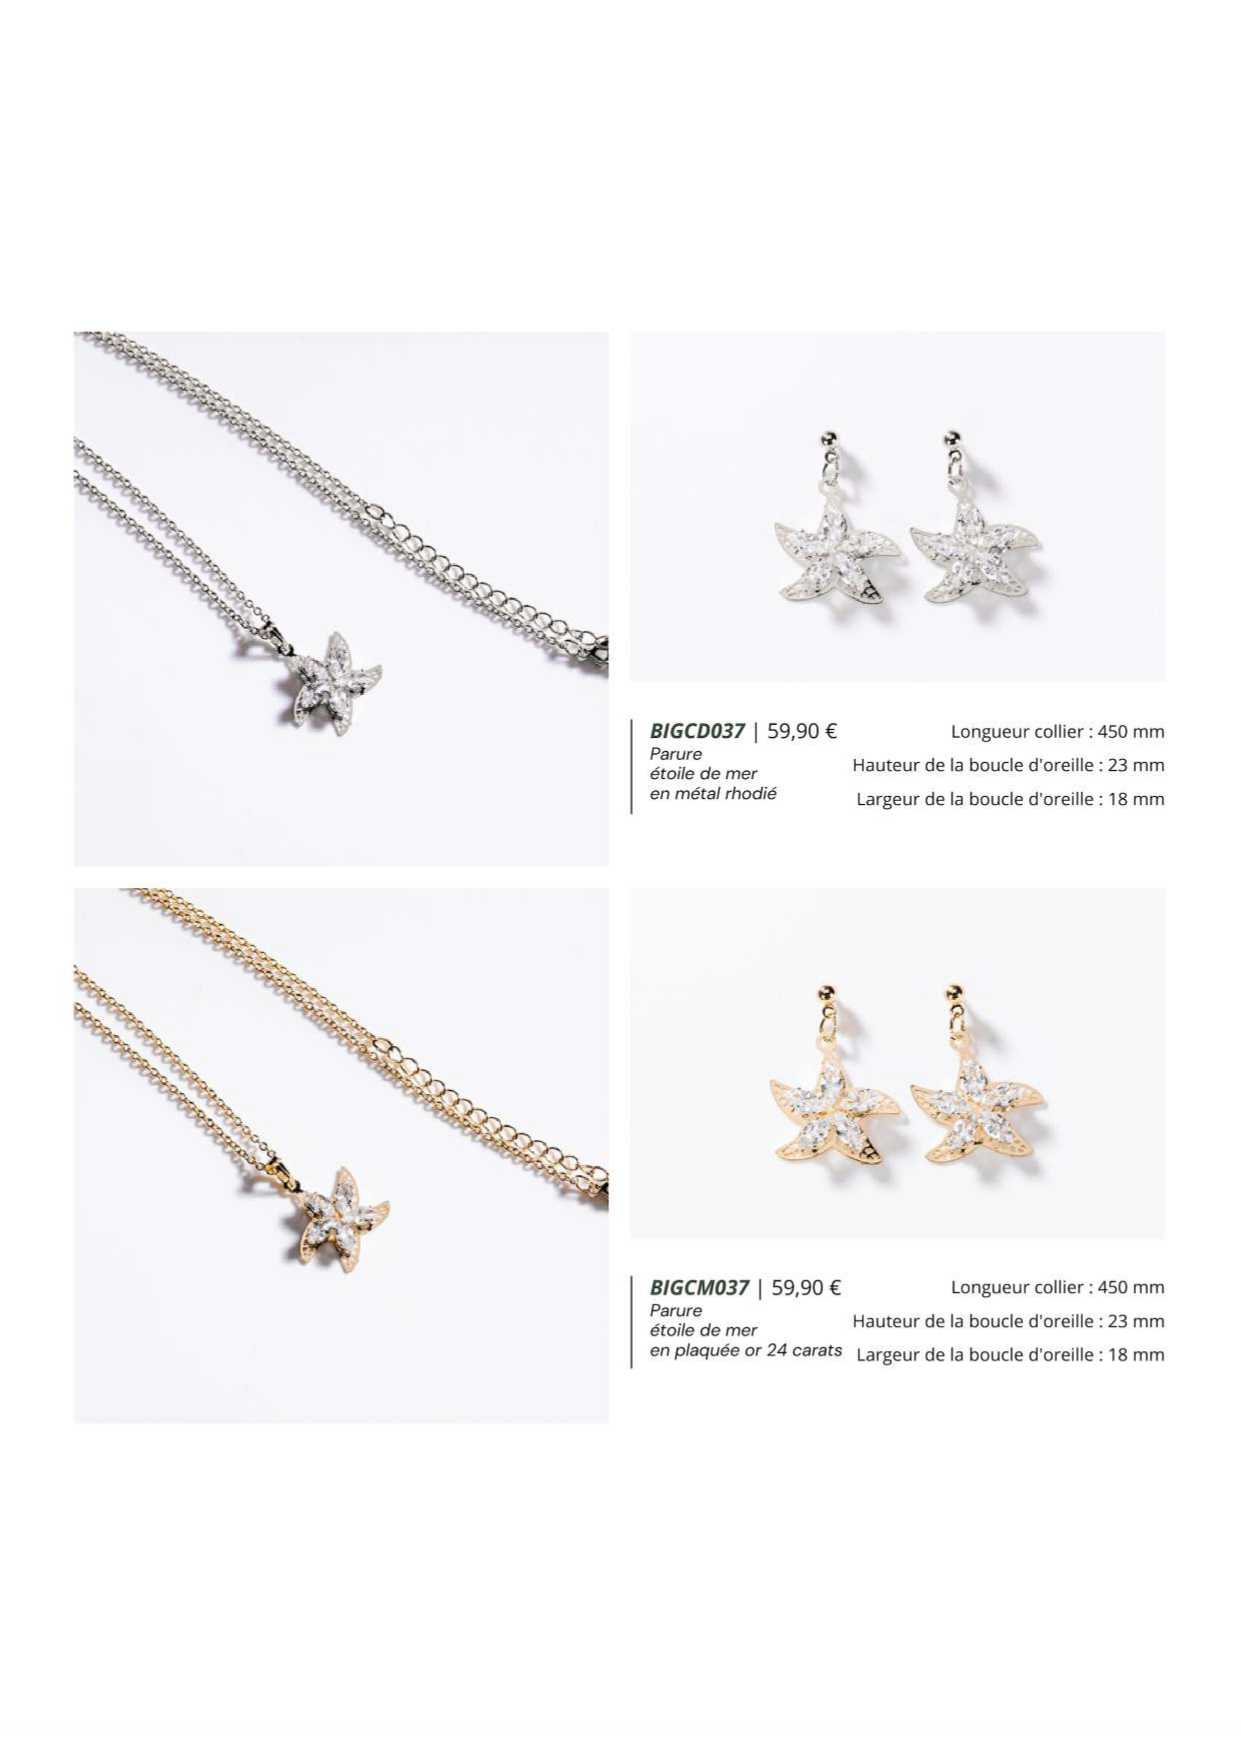 BIGCD037 | 59,90 €
Parure
étoile de mer
en métal rhodié
Longueur collier : 450 mm
Hauteur de la boucle d'oreille : 23 mm
Largeur de la boucle d'oreille : 18 mm
BIGCM037 | 59,90 €
Parure
étoile de mer
en plaquée or 24 carats
Longueur collier : 450 mm
Hauteur de la boucle d'oreille : 23 mm
Largeur de la boucle d'oreille : 18 mm